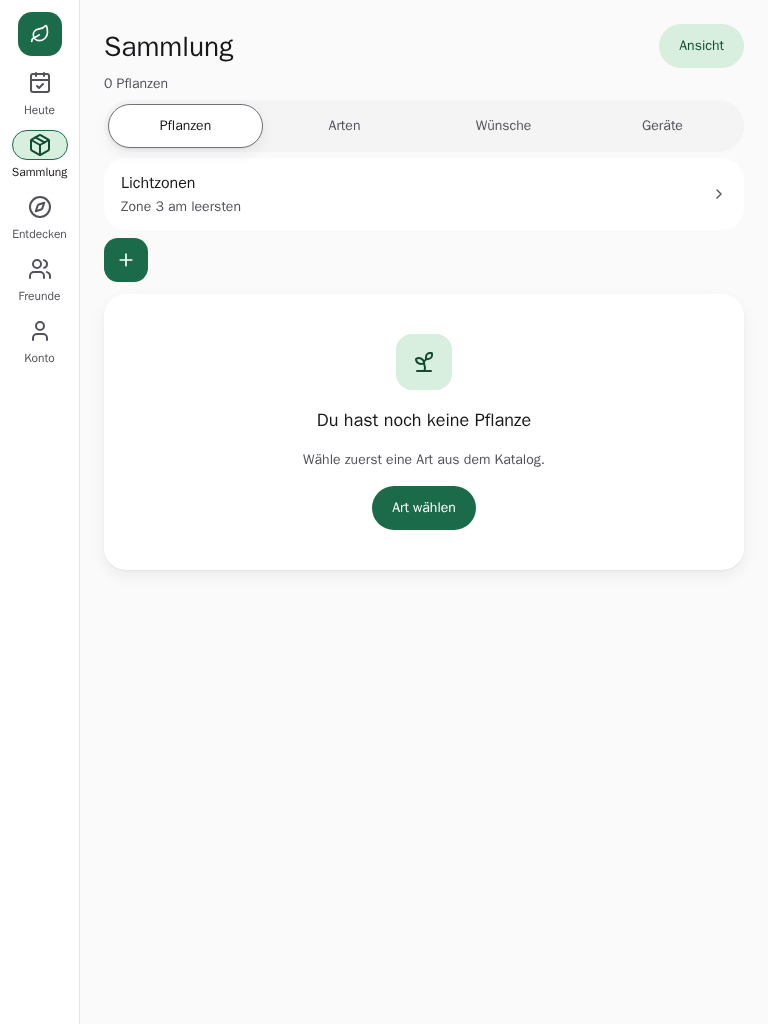 Sammlung
Ansicht
0 Pflanzen
Pflanzen
Arten
Wünsche
Geräte
Lichtzonen
Zone 3 am leersten
Du hast noch keine Pflanze
Wähle zuerst eine Art aus dem Katalog.
Art wählen
Heute
Sammlung
Entdecken
Freunde
Konto